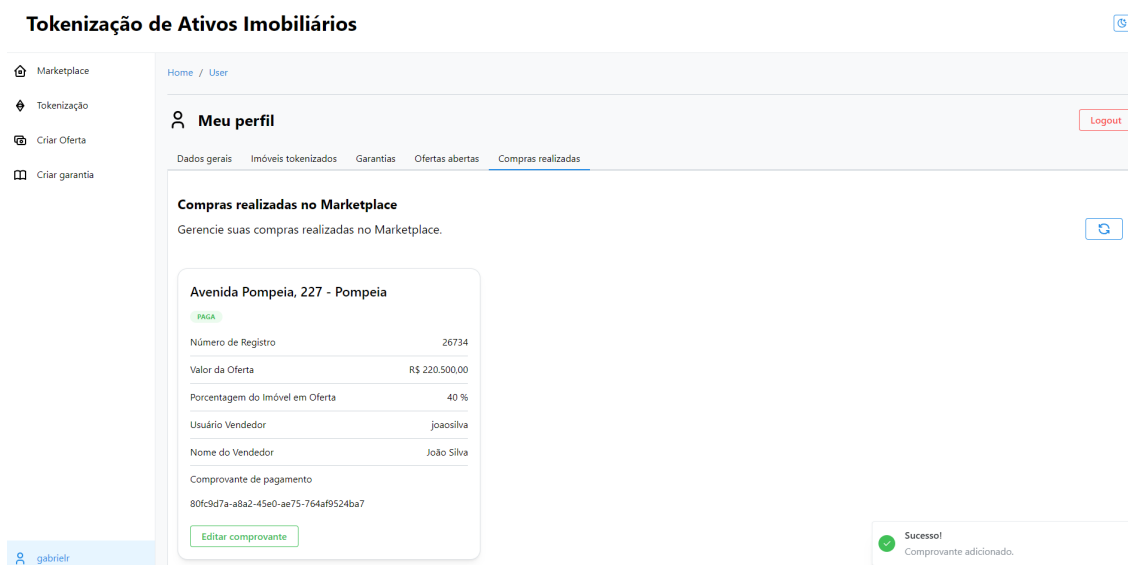 Tokenização de Ativos Imobiliários
Marketplace
Tokenização
Criar Oferta
Criar garantia
Home / User
Meu perfil
Logout
Dados gerais Imóveis tokenizados Garantias Ofertas abertas Compras realizadas
Compras realizadas no Marketplace
Gerencie suas compras realizadas no Marketplace.
Avenida Pompeia, 227 - Pompeia
PAGA
Número de Registro 26734
Valor da Oferta R$ 220.500,00
Porcentagem do Imóvel em Oferta 40 %
Usuário Vendedor joaosilva
Nome do Vendedor João Silva
Comprovante de pagamento
80fc9d7a-a8a2-45e0-ae75-764af9524ba7
Editar comprovante
gabrielr
Sucesso!
Comprovante adicionado.